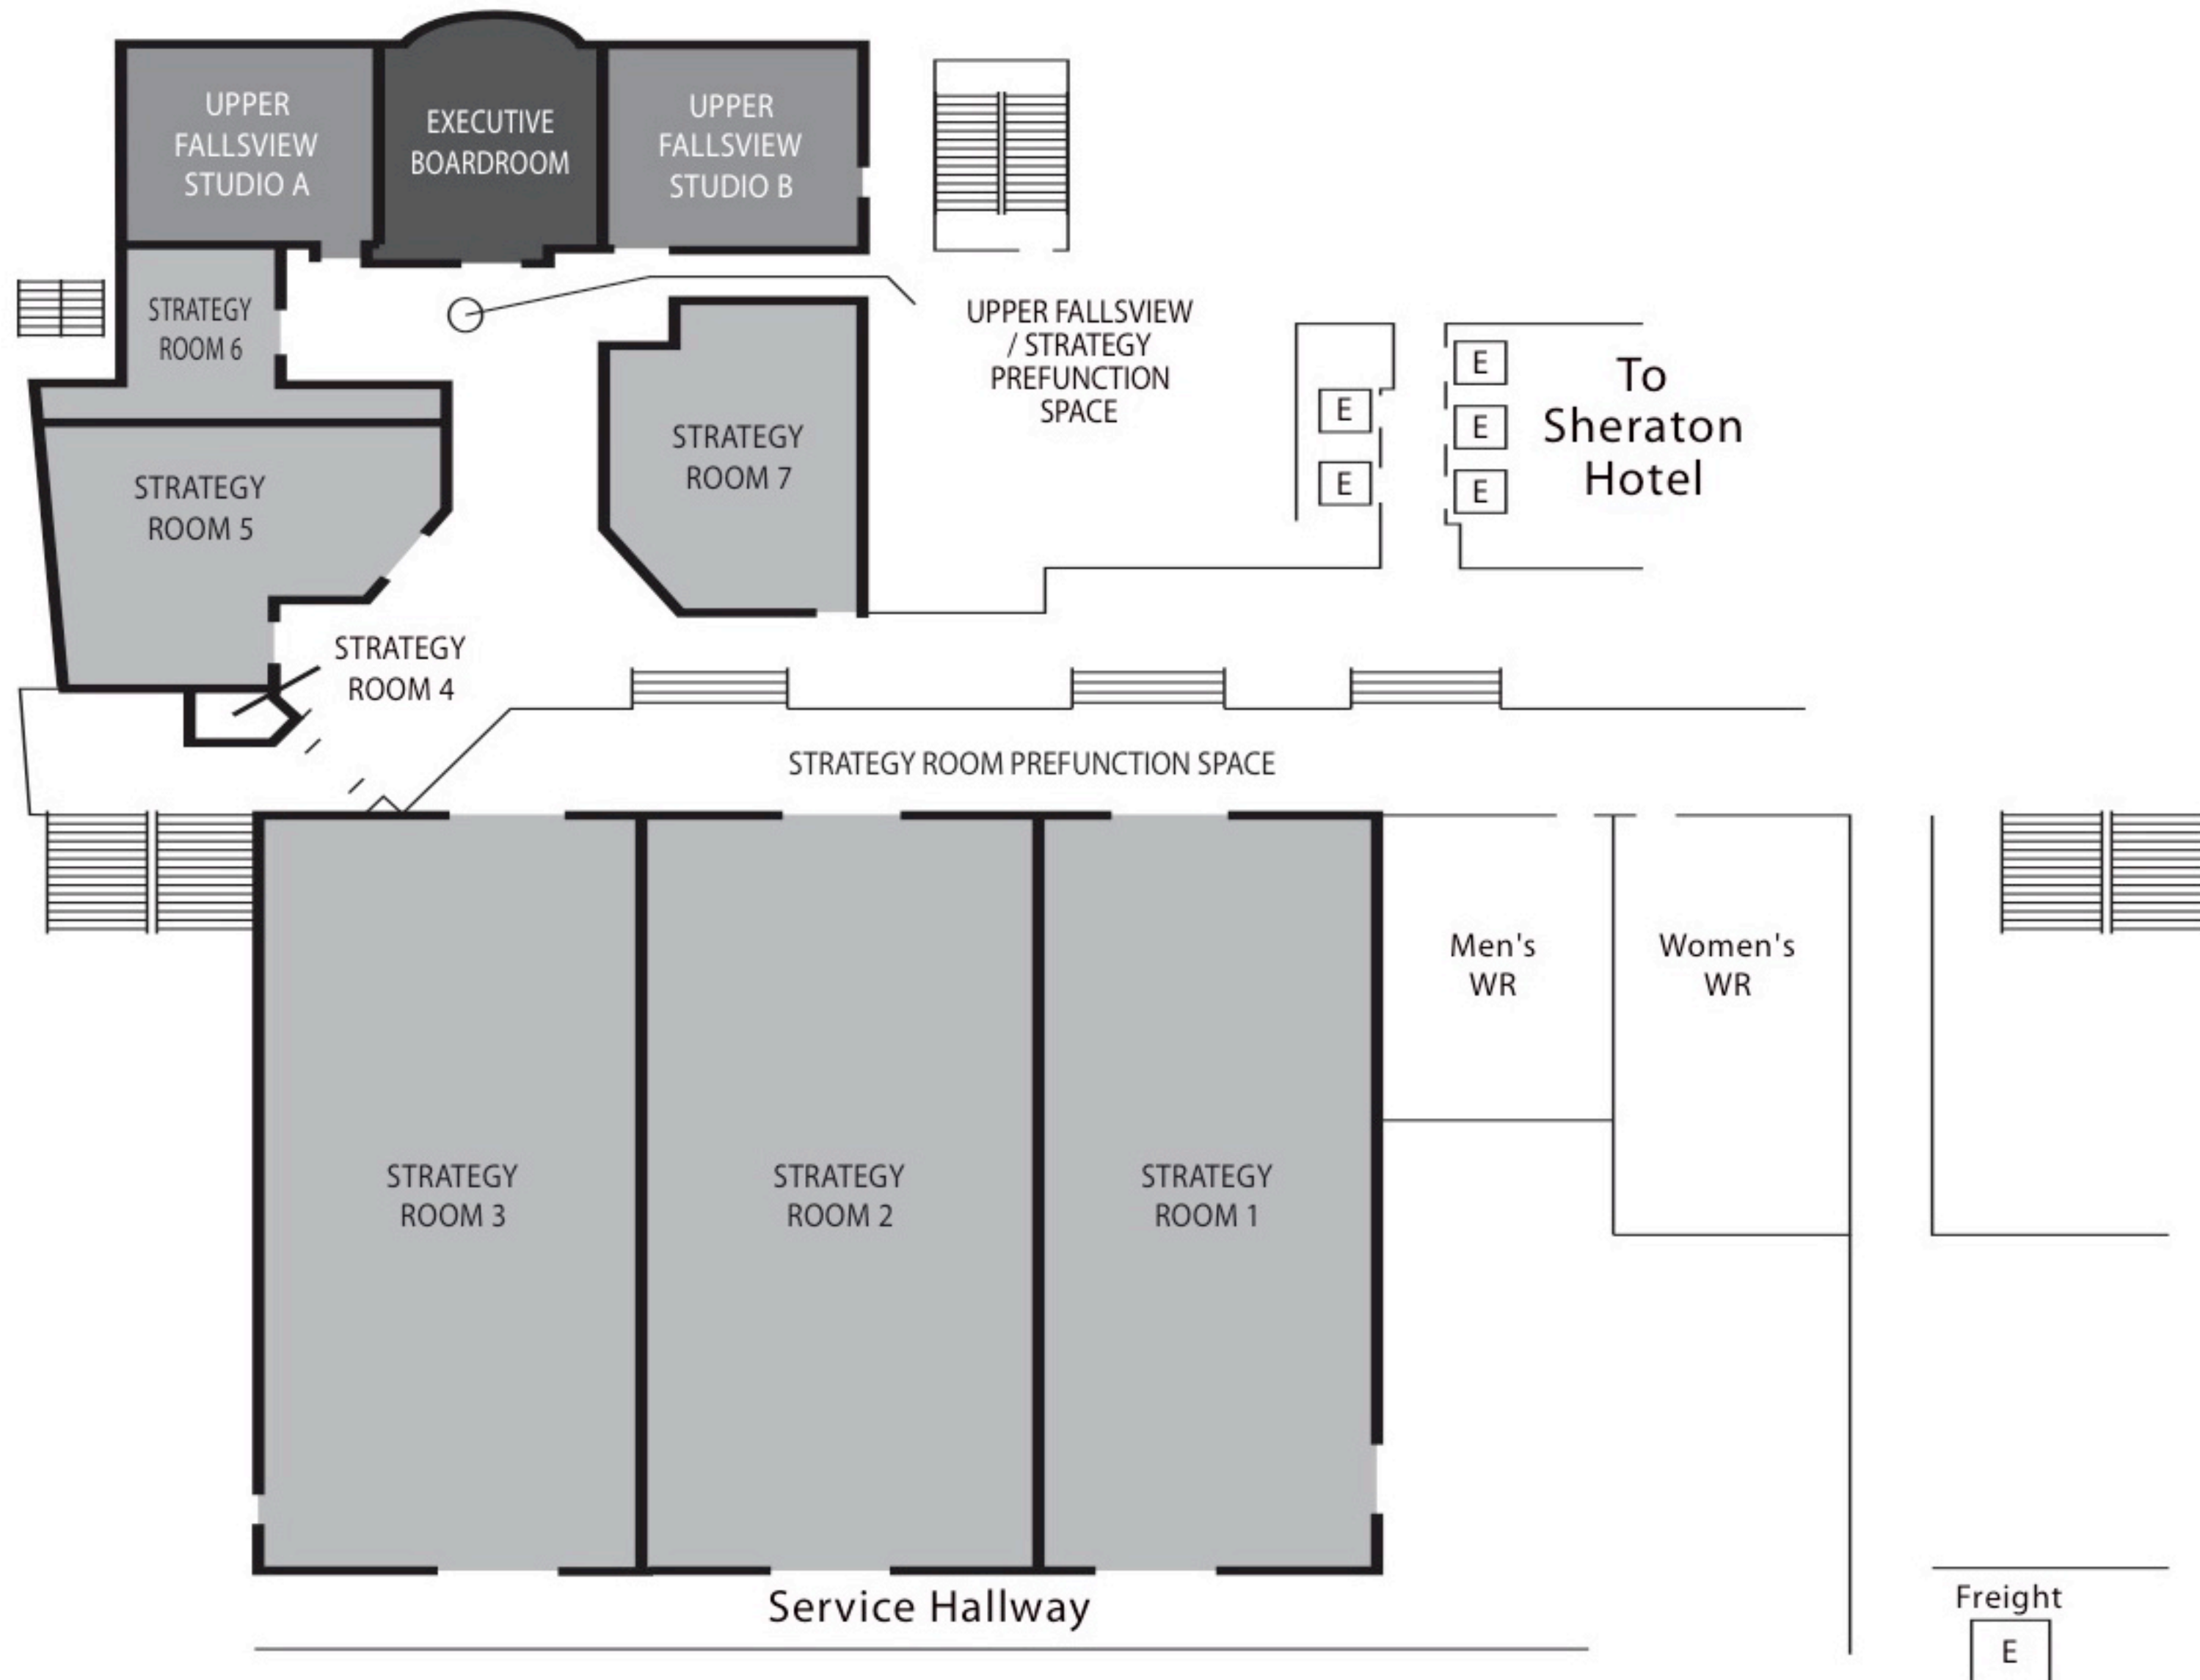 UPPER
FALLSVIEW
STUDIO A
EXECUTIVE
BOARDROOM
UPPER
FALLSVIEW
STUDIO B
STRATEGY
ROOM 6
UPPER FALLSVIEW
/ STRATEGY
PREFUNCTION
SPACE
E
E
E
E
E
To
Sheraton
Hotel
STRATEGY
ROOM 7
STRATEGY
ROOM 5
STRATEGY
ROOM 4
STRATEGY ROOM PREFUNCTION SPACE
Men's
WR
Women's
WR
STRATEGY
ROOM 3
STRATEGY
ROOM 2
STRATEGY
ROOM 1
Service Hallway
Freight
E